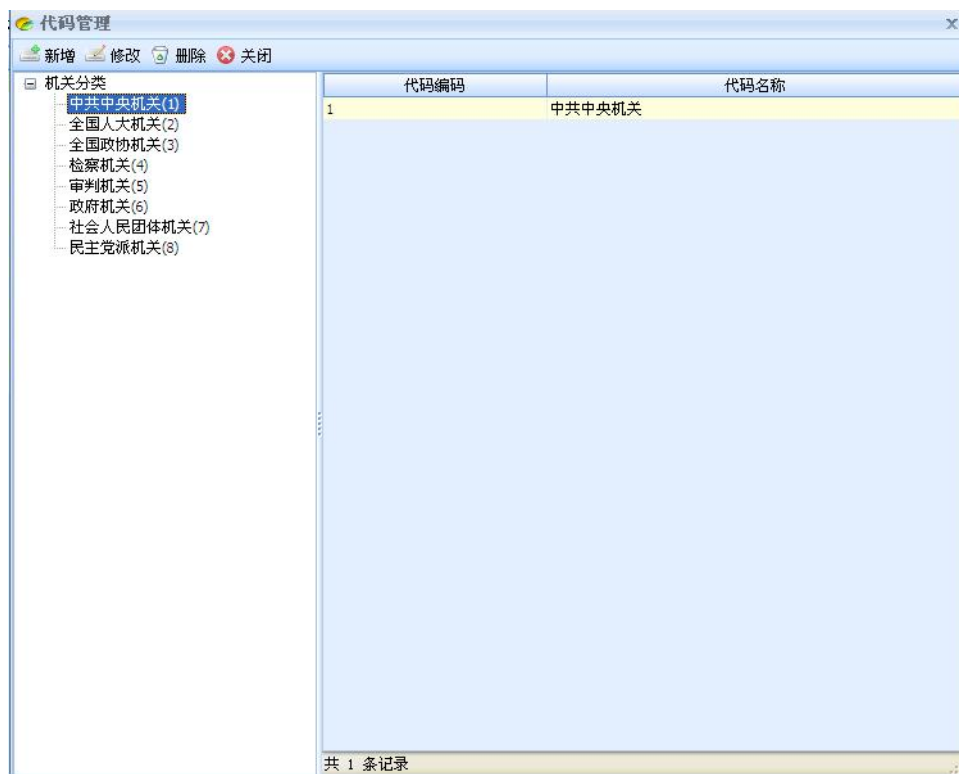 代码管理
新增 修改 删除 关闭
机关分类
中共中央机关(1)
全国人大机关(2)
全国政协机关(3)
检察机关(4)
审判机关(5)
政府机关(6)
社会人民团体机关(7)
民主党派机关(8)
代码编码 代码名称
1 中共中央机关
共 1 条记录